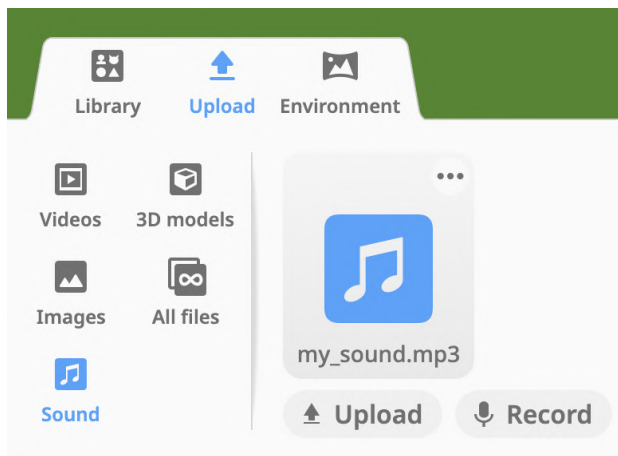 Library Upload Environment
Videos 3D models
Images All files
Sound
my_sound.mp3
Upload Record